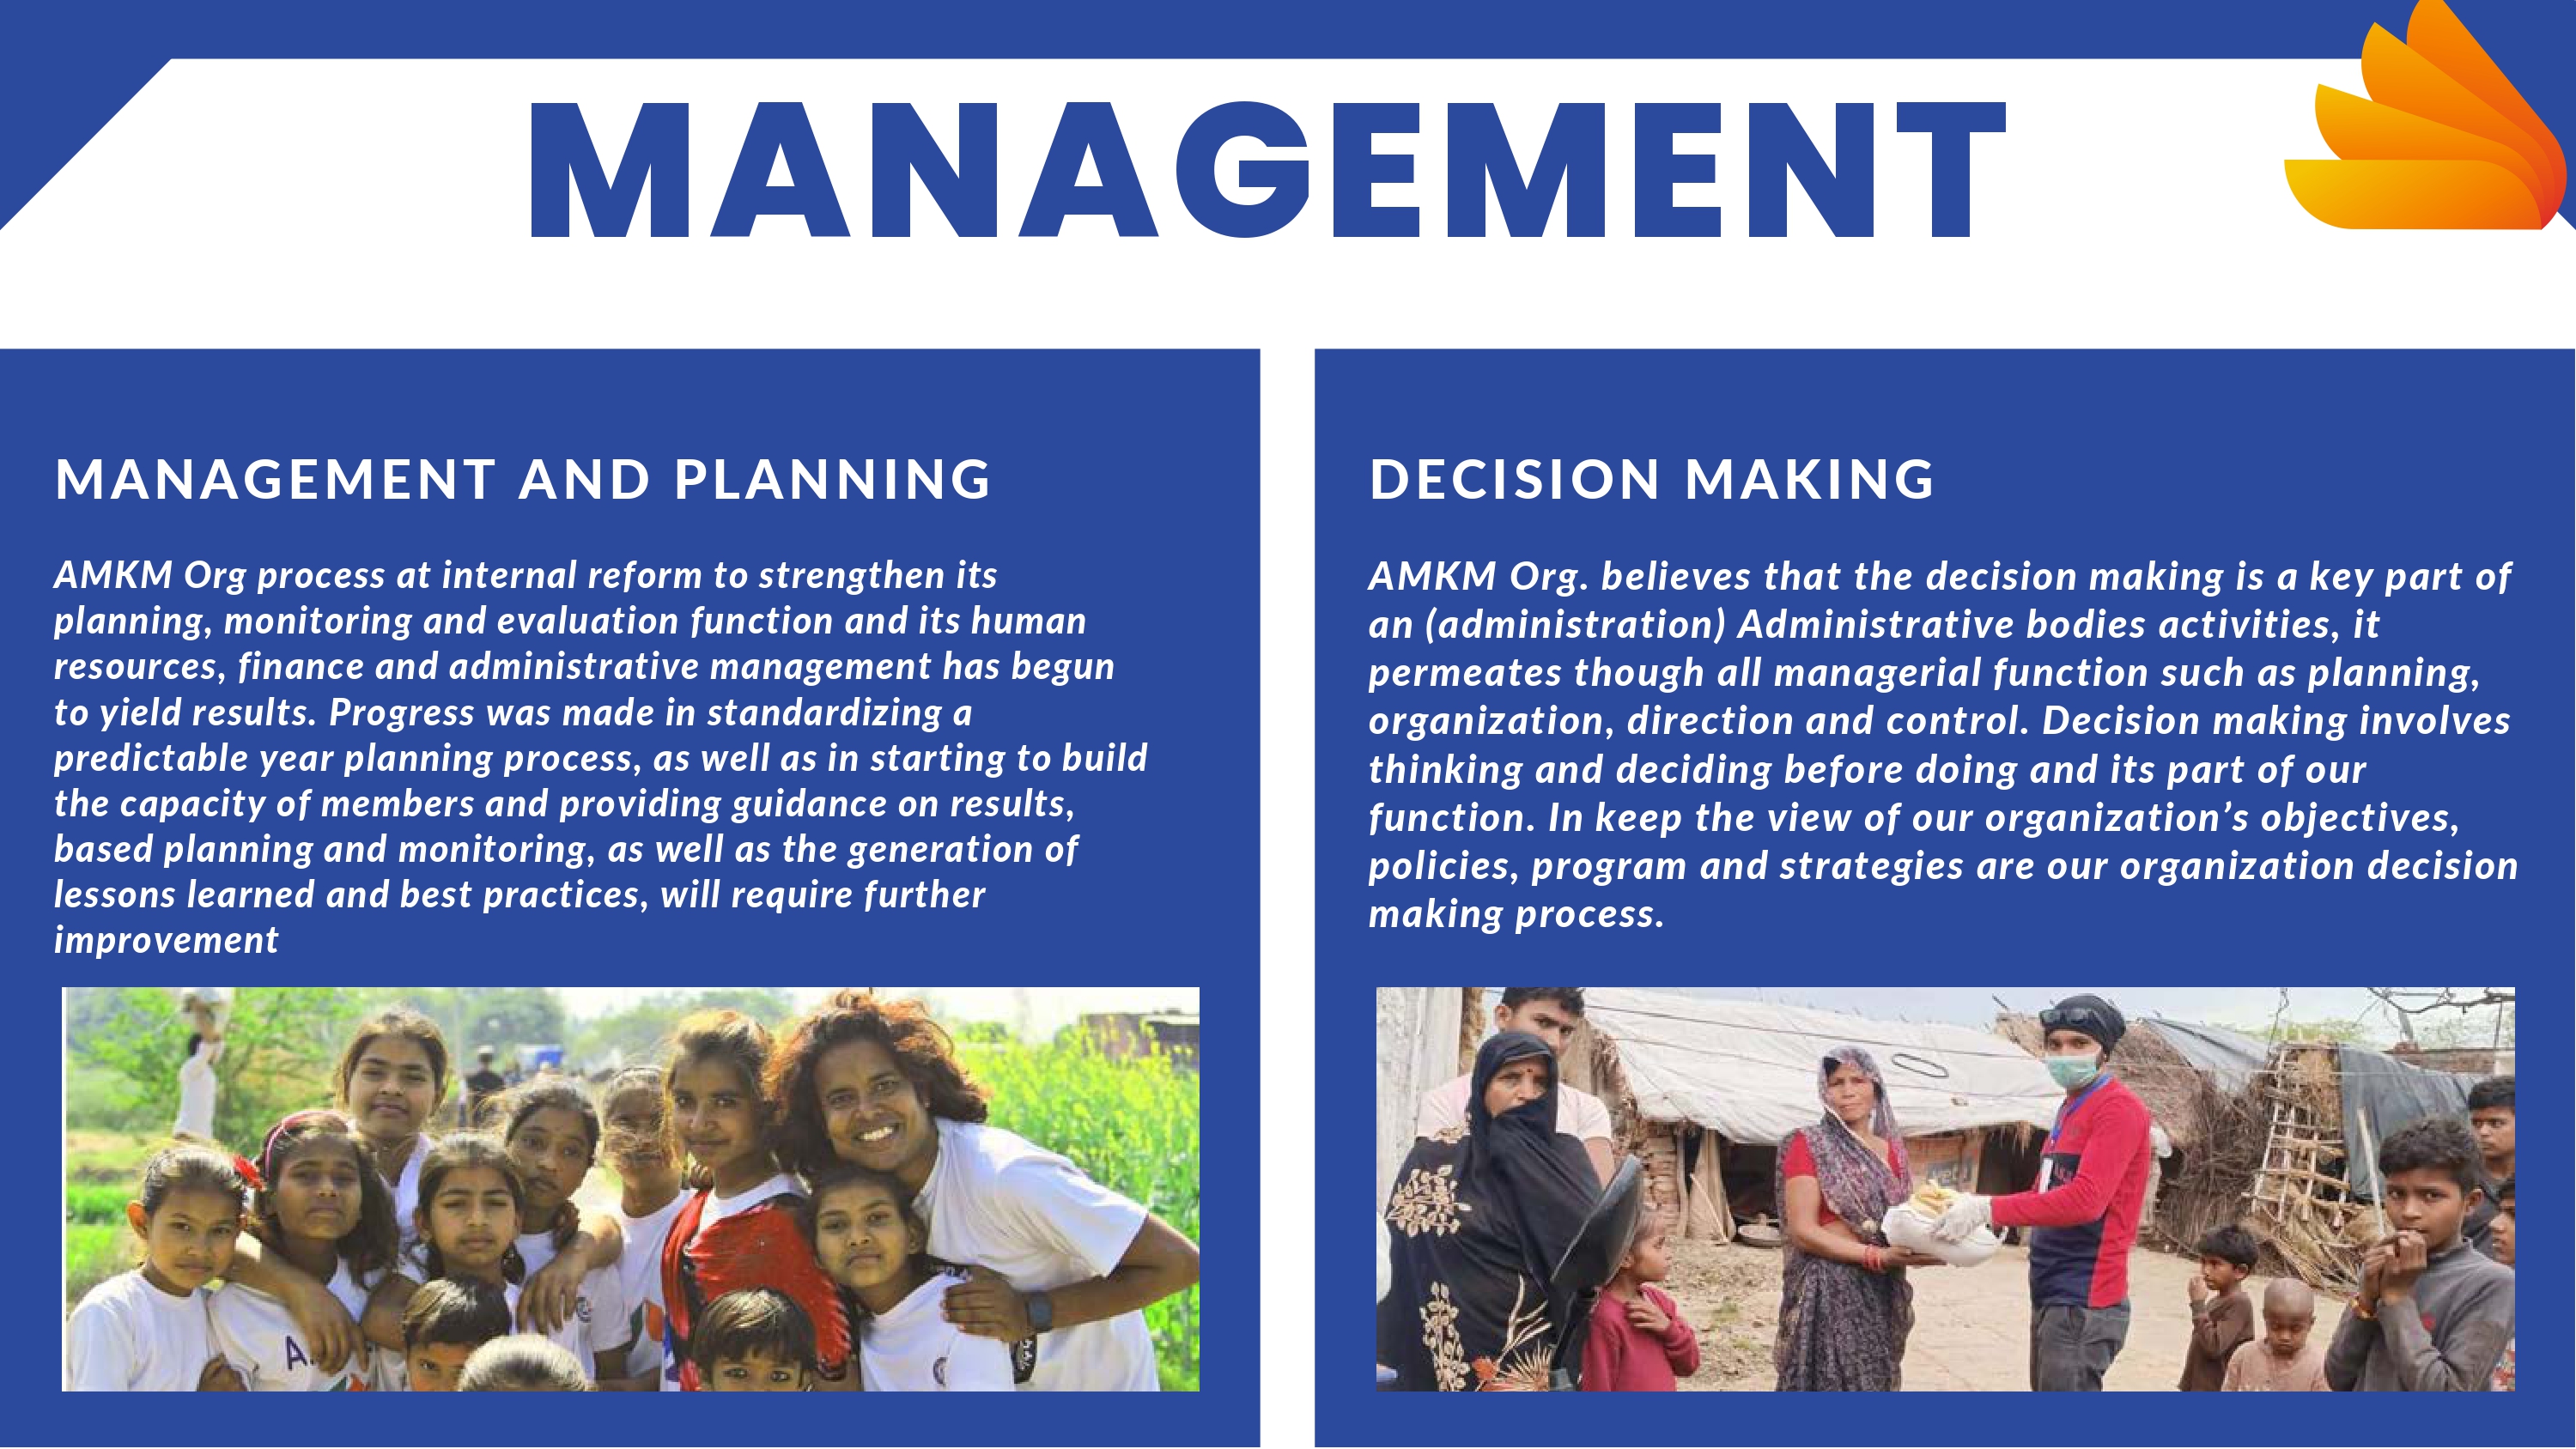 MANAGEMENT
MANAGEMENT AND PLANNING
AMKM Org process at internal reform to strengthen its
planning, monitoring and evaluation function and its human
resources, finance and administrative management has begun
to yield results. Progress was made in standardizing a
predictable year planning process, as well as in starting to build
the capacity of members and providing guidance on results,
based planning and monitoring, as well as the generation of
lessons learned and best practices, will require further
improvement
DECISION MAKING
AMKM Org. believes that the decision making is a key part of
an (administration) Administrative bodies activities, it
permeates though all managerial function such as planning,
organization, direction and control. Decision making involves
thinking and deciding before doing and its part of our
function. In keep the view of our organization’s objectives,
policies, program and strategies are our organization decision
making process.